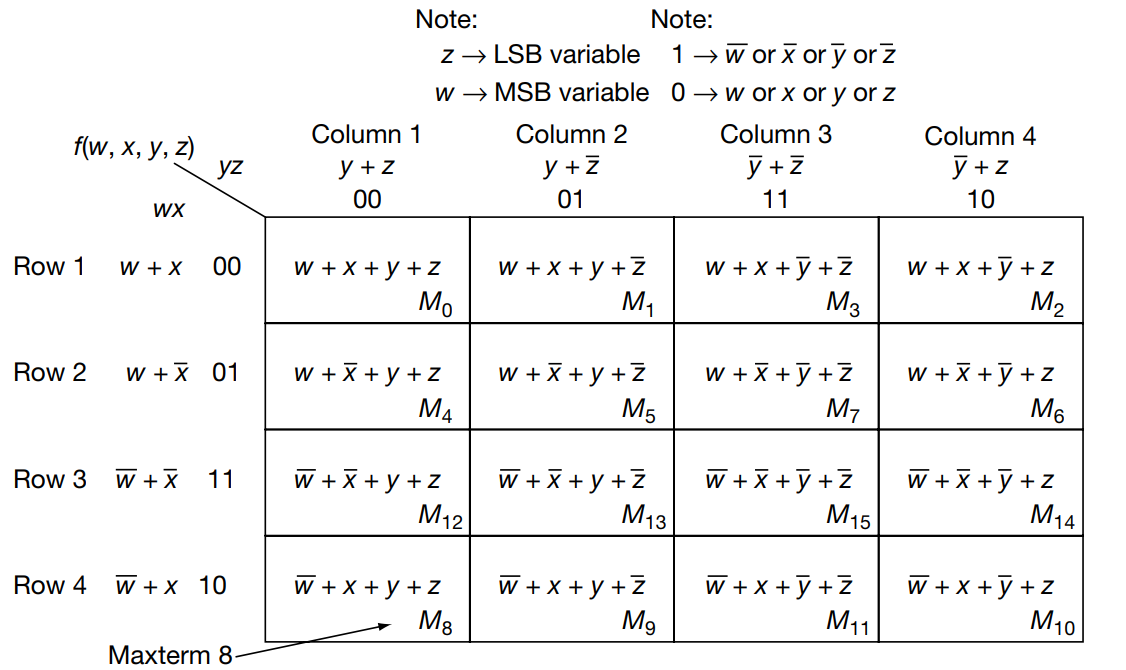 Note: Note:
z → LSB variable 1 → w̅ or x̅ or y̅ or z̅
w → MSB variable 0 → w or x or y or z
Column 1 Column 2 Column 3 Column 4
f(w, x, y, z) yz y + z y + z̅ y̅ + z̅ y̅ + z
wx 00 01 11 10
Row 1 w + x 00 w + x + y + z w + x + y + z̅ w + x + y̅ + z̅ w + x + y̅ + z
M₀ M₁ M₃ M₂
Row 2 w + x̅ 01 w + x̅ + y + z w + x̅ + y + z̅ w + x̅ + y̅ + z̅ w + x̅ + y̅ + z
M₄ M₅ M₇ M₆
Row 3 w̅ + x̅ 11 w̅ + x̅ + y + z w̅ + x̅ + y + z̅ w̅ + x̅ + y̅ + z̅ w̅ + x̅ + y̅ + z
M₁₂ M₁₃ M₁₅ M₁₄
Row 4 w̅ + x 10 w̅ + x + y + z w̅ + x + y + z̅ w̅ + x + y̅ + z̅ w̅ + x + y̅ + z
M₈ M₉ M₁₁ M₁₀
Maxterm 8